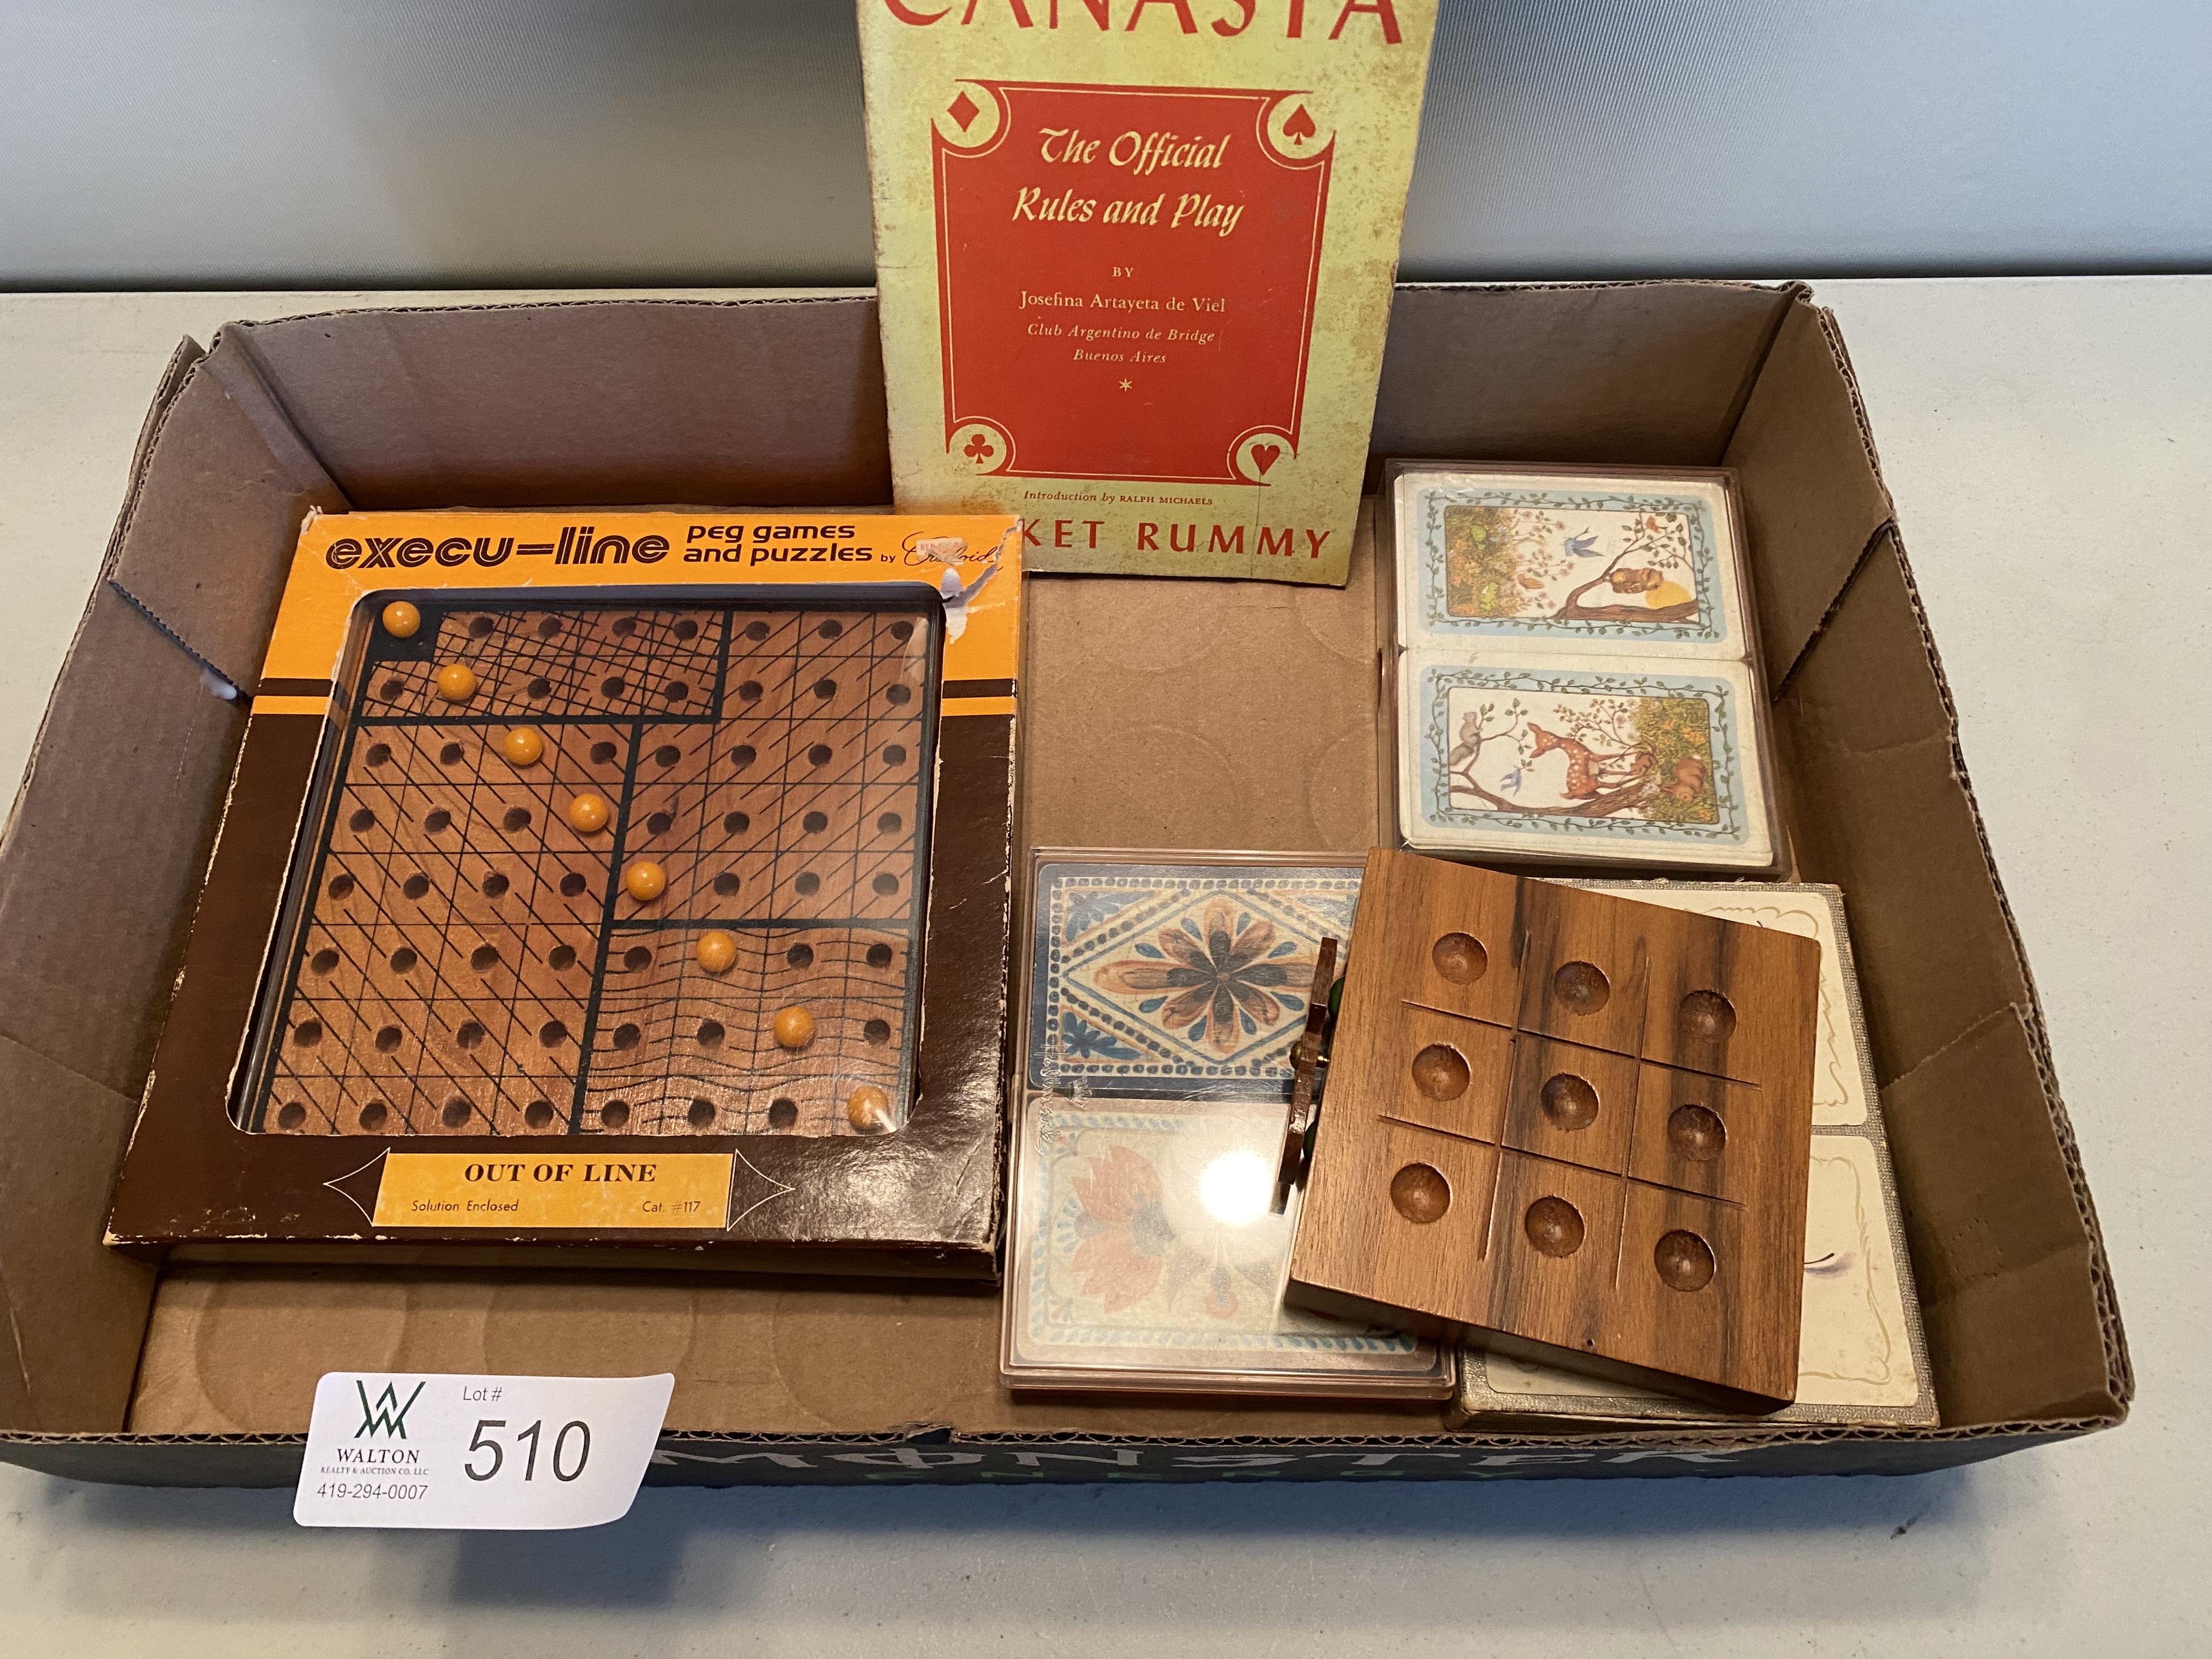 CANASTA
The Official
Rules and Play
BY
Josefina Artayeta de Viel
Club Argentino de Bridge
Buenos Aires
Introduction by RALPH MICHAELS
KET RUMMY
execu-line peg games and puzzles by
OUT OF LINE
Solution Enclosed Cat. #117
Lot #
510
WALTON
REALTY & AUCTION CO, LLC
419-294-0007
MONSTER
ENERGY